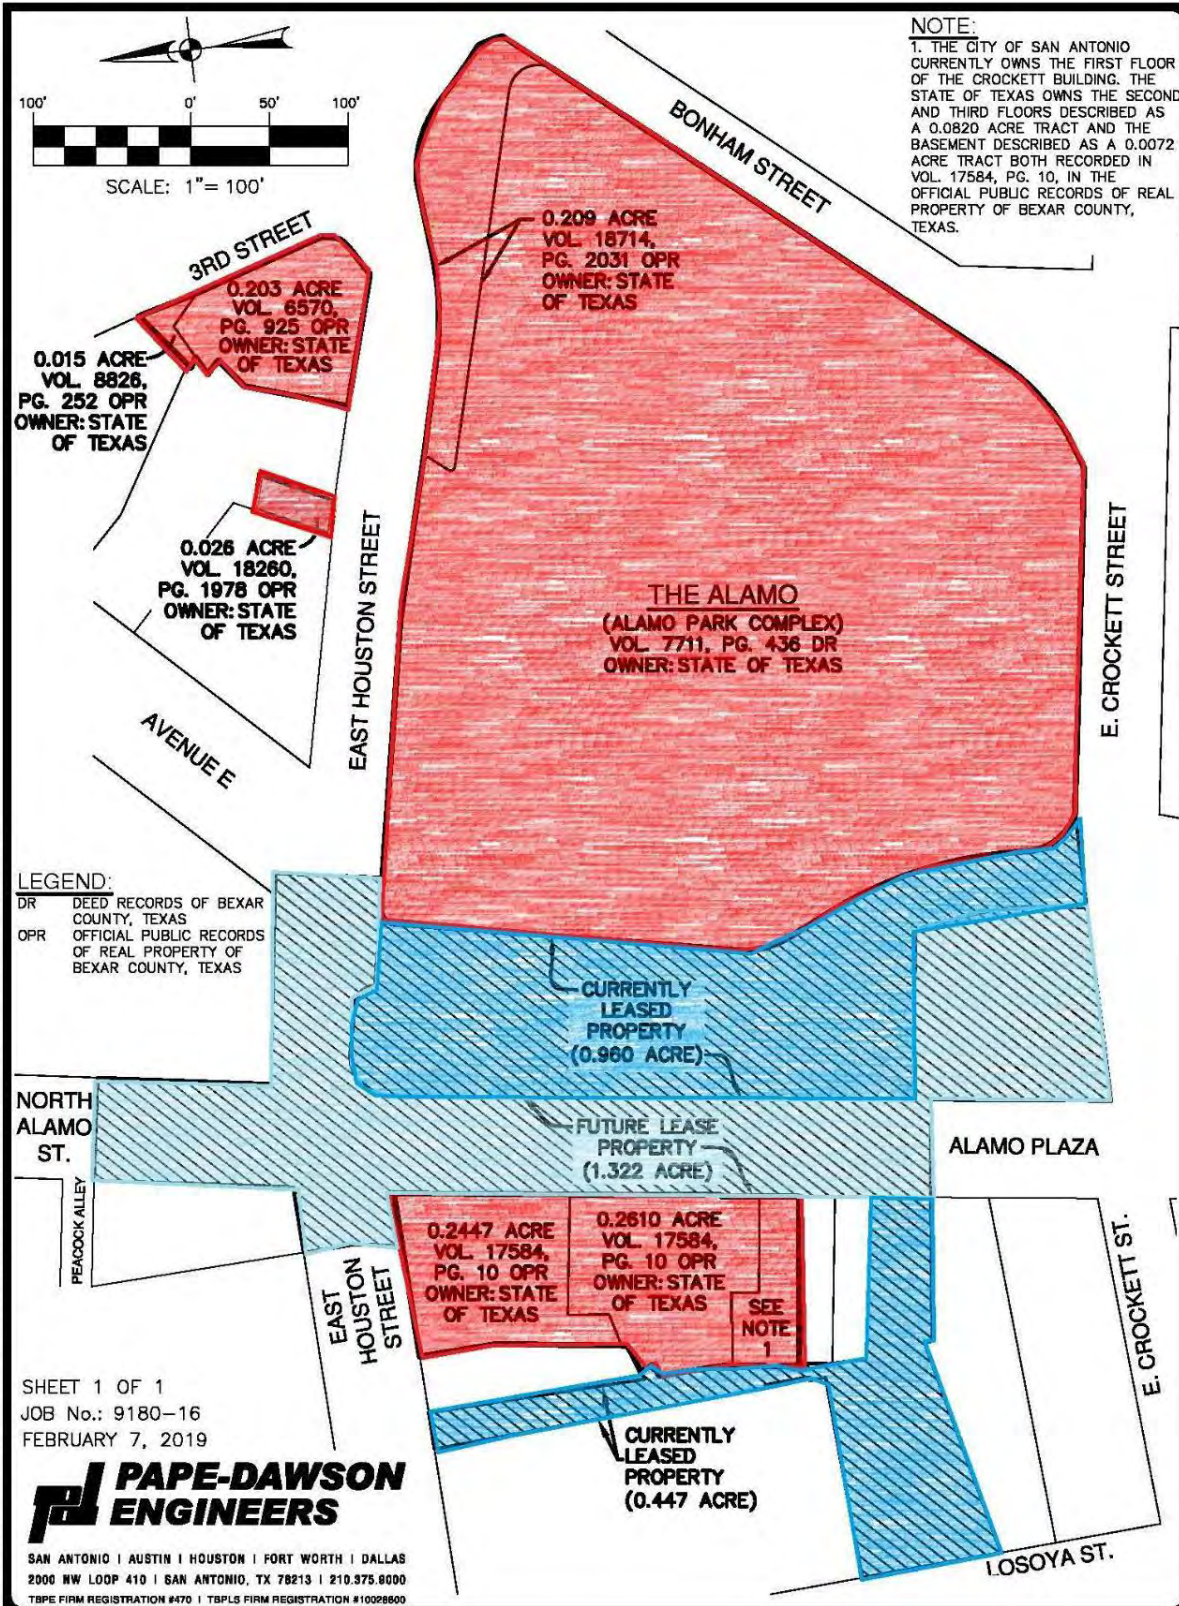 NOTE:
1. THE CITY OF SAN ANTONIO
CURRENTLY OWNS THE FIRST FLOOR
OF THE CROCKETT BUILDING. THE
STATE OF TEXAS OWNS THE SECOND
AND THIRD FLOORS DESCRIBED AS
A 0.0820 ACRE TRACT AND THE
BASEMENT DESCRIBED AS A 0.0072
ACRE TRACT BOTH RECORDED IN
VOL. 17584, PG. 10, IN THE
OFFICIAL PUBLIC RECORDS OF REAL
PROPERTY OF BEXAR COUNTY,
TEXAS.
100' 0' 50' 100'
SCALE: 1"= 100'
BONHAM STREET
3RD STREET
0.209 ACRE
VOL. 18714,
PG. 2031 OPR
OWNER: STATE
OF TEXAS
0.203 ACRE
VOL. 6570,
PG. 925 OPR
OWNER: STATE
OF TEXAS
0.015 ACRE
VOL. 8826,
PG. 252 OPR
OWNER: STATE
OF TEXAS
0.026 ACRE
VOL. 18260,
PG. 1978 OPR
OWNER: STATE
OF TEXAS
EAST HOUSTON STREET
THE ALAMO
(ALAMO PARK COMPLEX)
VOL. 7711, PG. 436 DR
OWNER: STATE OF TEXAS
E. CROCKETT STREET
AVENUE E
LEGEND:
DR DEED RECORDS OF BEXAR
COUNTY, TEXAS
OPR OFFICIAL PUBLIC RECORDS
OF REAL PROPERTY OF
BEXAR COUNTY, TEXAS
CURRENTLY
LEASED
PROPERTY
(0.960 ACRE)
NORTH
ALAMO
ST.
FUTURE LEASE
PROPERTY
(1.322 ACRE)
ALAMO PLAZA
PEACOCK ALLEY
0.2447 ACRE
VOL. 17584,
PG. 10 OPR
OWNER: STATE
OF TEXAS
0.2610 ACRE
VOL. 17584,
PG. 10 OPR
OWNER: STATE
OF TEXAS
SEE
NOTE
1
EAST
HOUSTON
STREET
E. CROCKETT ST.
CURRENTLY
LEASED
PROPERTY
(0.447 ACRE)
LOSOYA ST.
SHEET 1 OF 1
JOB No.: 9180-16
FEBRUARY 7, 2019
pd PAPE-DAWSON
ENGINEERS
SAN ANTONIO | AUSTIN | HOUSTON | FORT WORTH | DALLAS
2000 NW LOOP 410 | SAN ANTONIO, TX 78213 | 210.375.9000
TBPE FIRM REGISTRATION #470 | TBPLS FIRM REGISTRATION #10028800